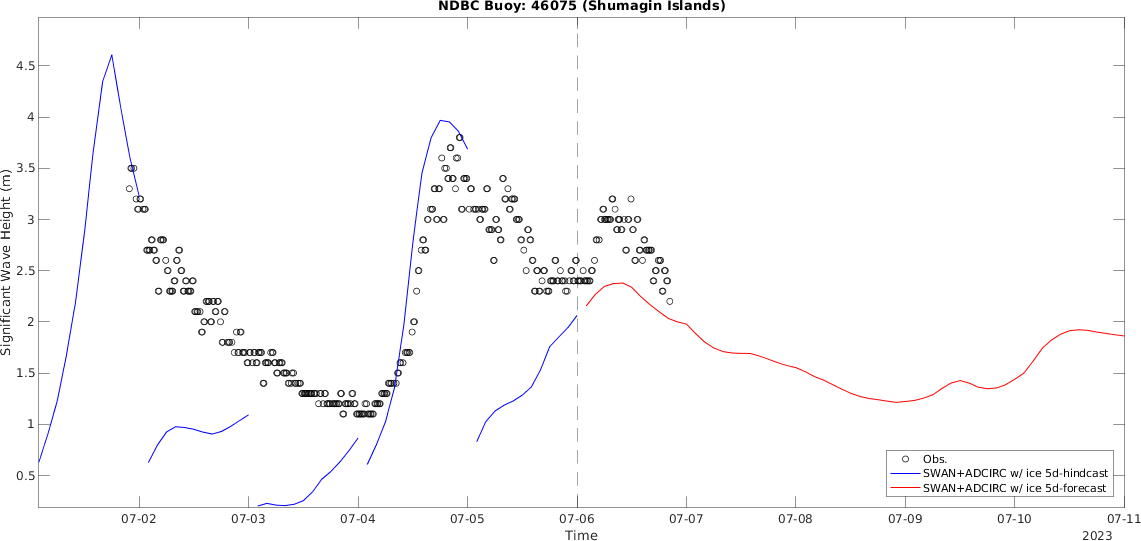 NDBC Buoy: 46075 (Shumagin Islands)
Significant Wave Height (m)
4.5
4
3.5
3
2.5
2
1.5
1
0.5
Obs.
SWAN+ADCIRC w/ ice 5d-hindcast
SWAN+ADCIRC w/ ice 5d-forecast
07-02 07-03 07-04 07-05 07-06 07-07 07-08 07-09 07-10 07-11
Time
2023